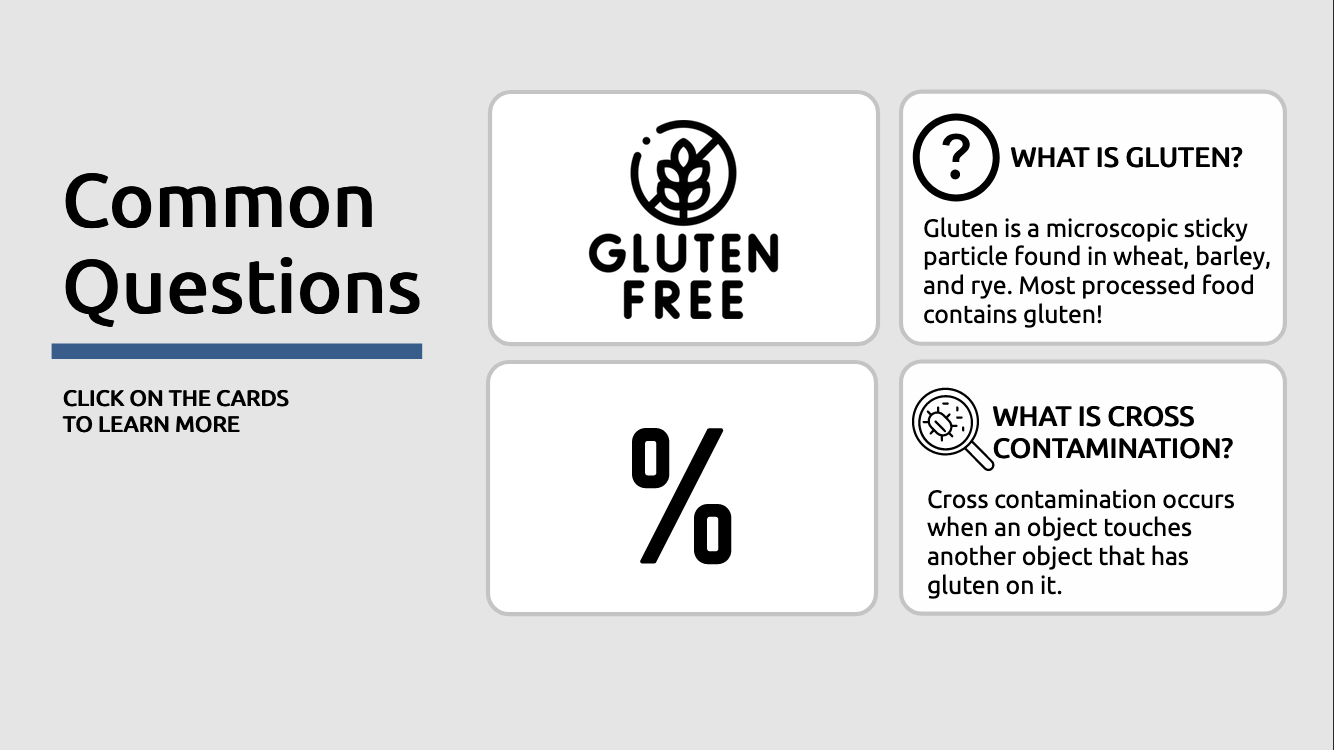 Common
Questions
CLICK ON THE CARDS
TO LEARN MORE
GLUTEN
FREE
?
WHAT IS GLUTEN?
Gluten is a microscopic sticky
particle found in wheat, barley,
and rye. Most processed food
contains gluten!
%
WHAT IS CROSS
CONTAMINATION?
Cross contamination occurs
when an object touches
another object that has
gluten on it.